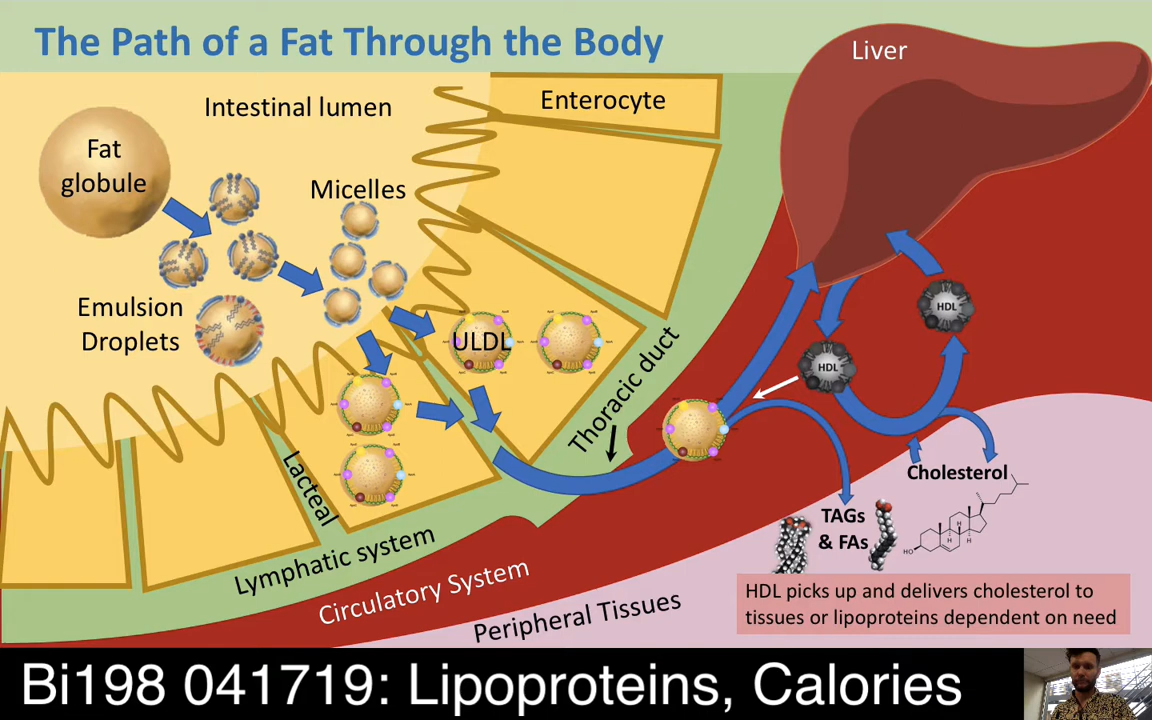 The Path of a Fat Through the Body
Liver
Intestinal lumen
Enterocyte
Fat
globule
Micelles
Emulsion
Droplets
ULDL
Thoracic duct
HDL
HDL
Lacteal
Lymphatic system
Circulatory System
Peripheral Tissues
Cholesterol
TAGs
& FAs
HO
H
H
H
HDL picks up and delivers cholesterol to
tissues or lipoproteins dependent on need
Bi198 041719: Lipoproteins, Calories